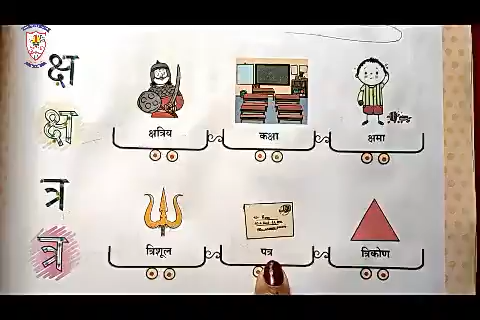 क्ष
क्षत्रिय
कक्षा
क्षमा
क्ष
त्र
त्रिशूल
पत्र
त्रिकोण
त्र